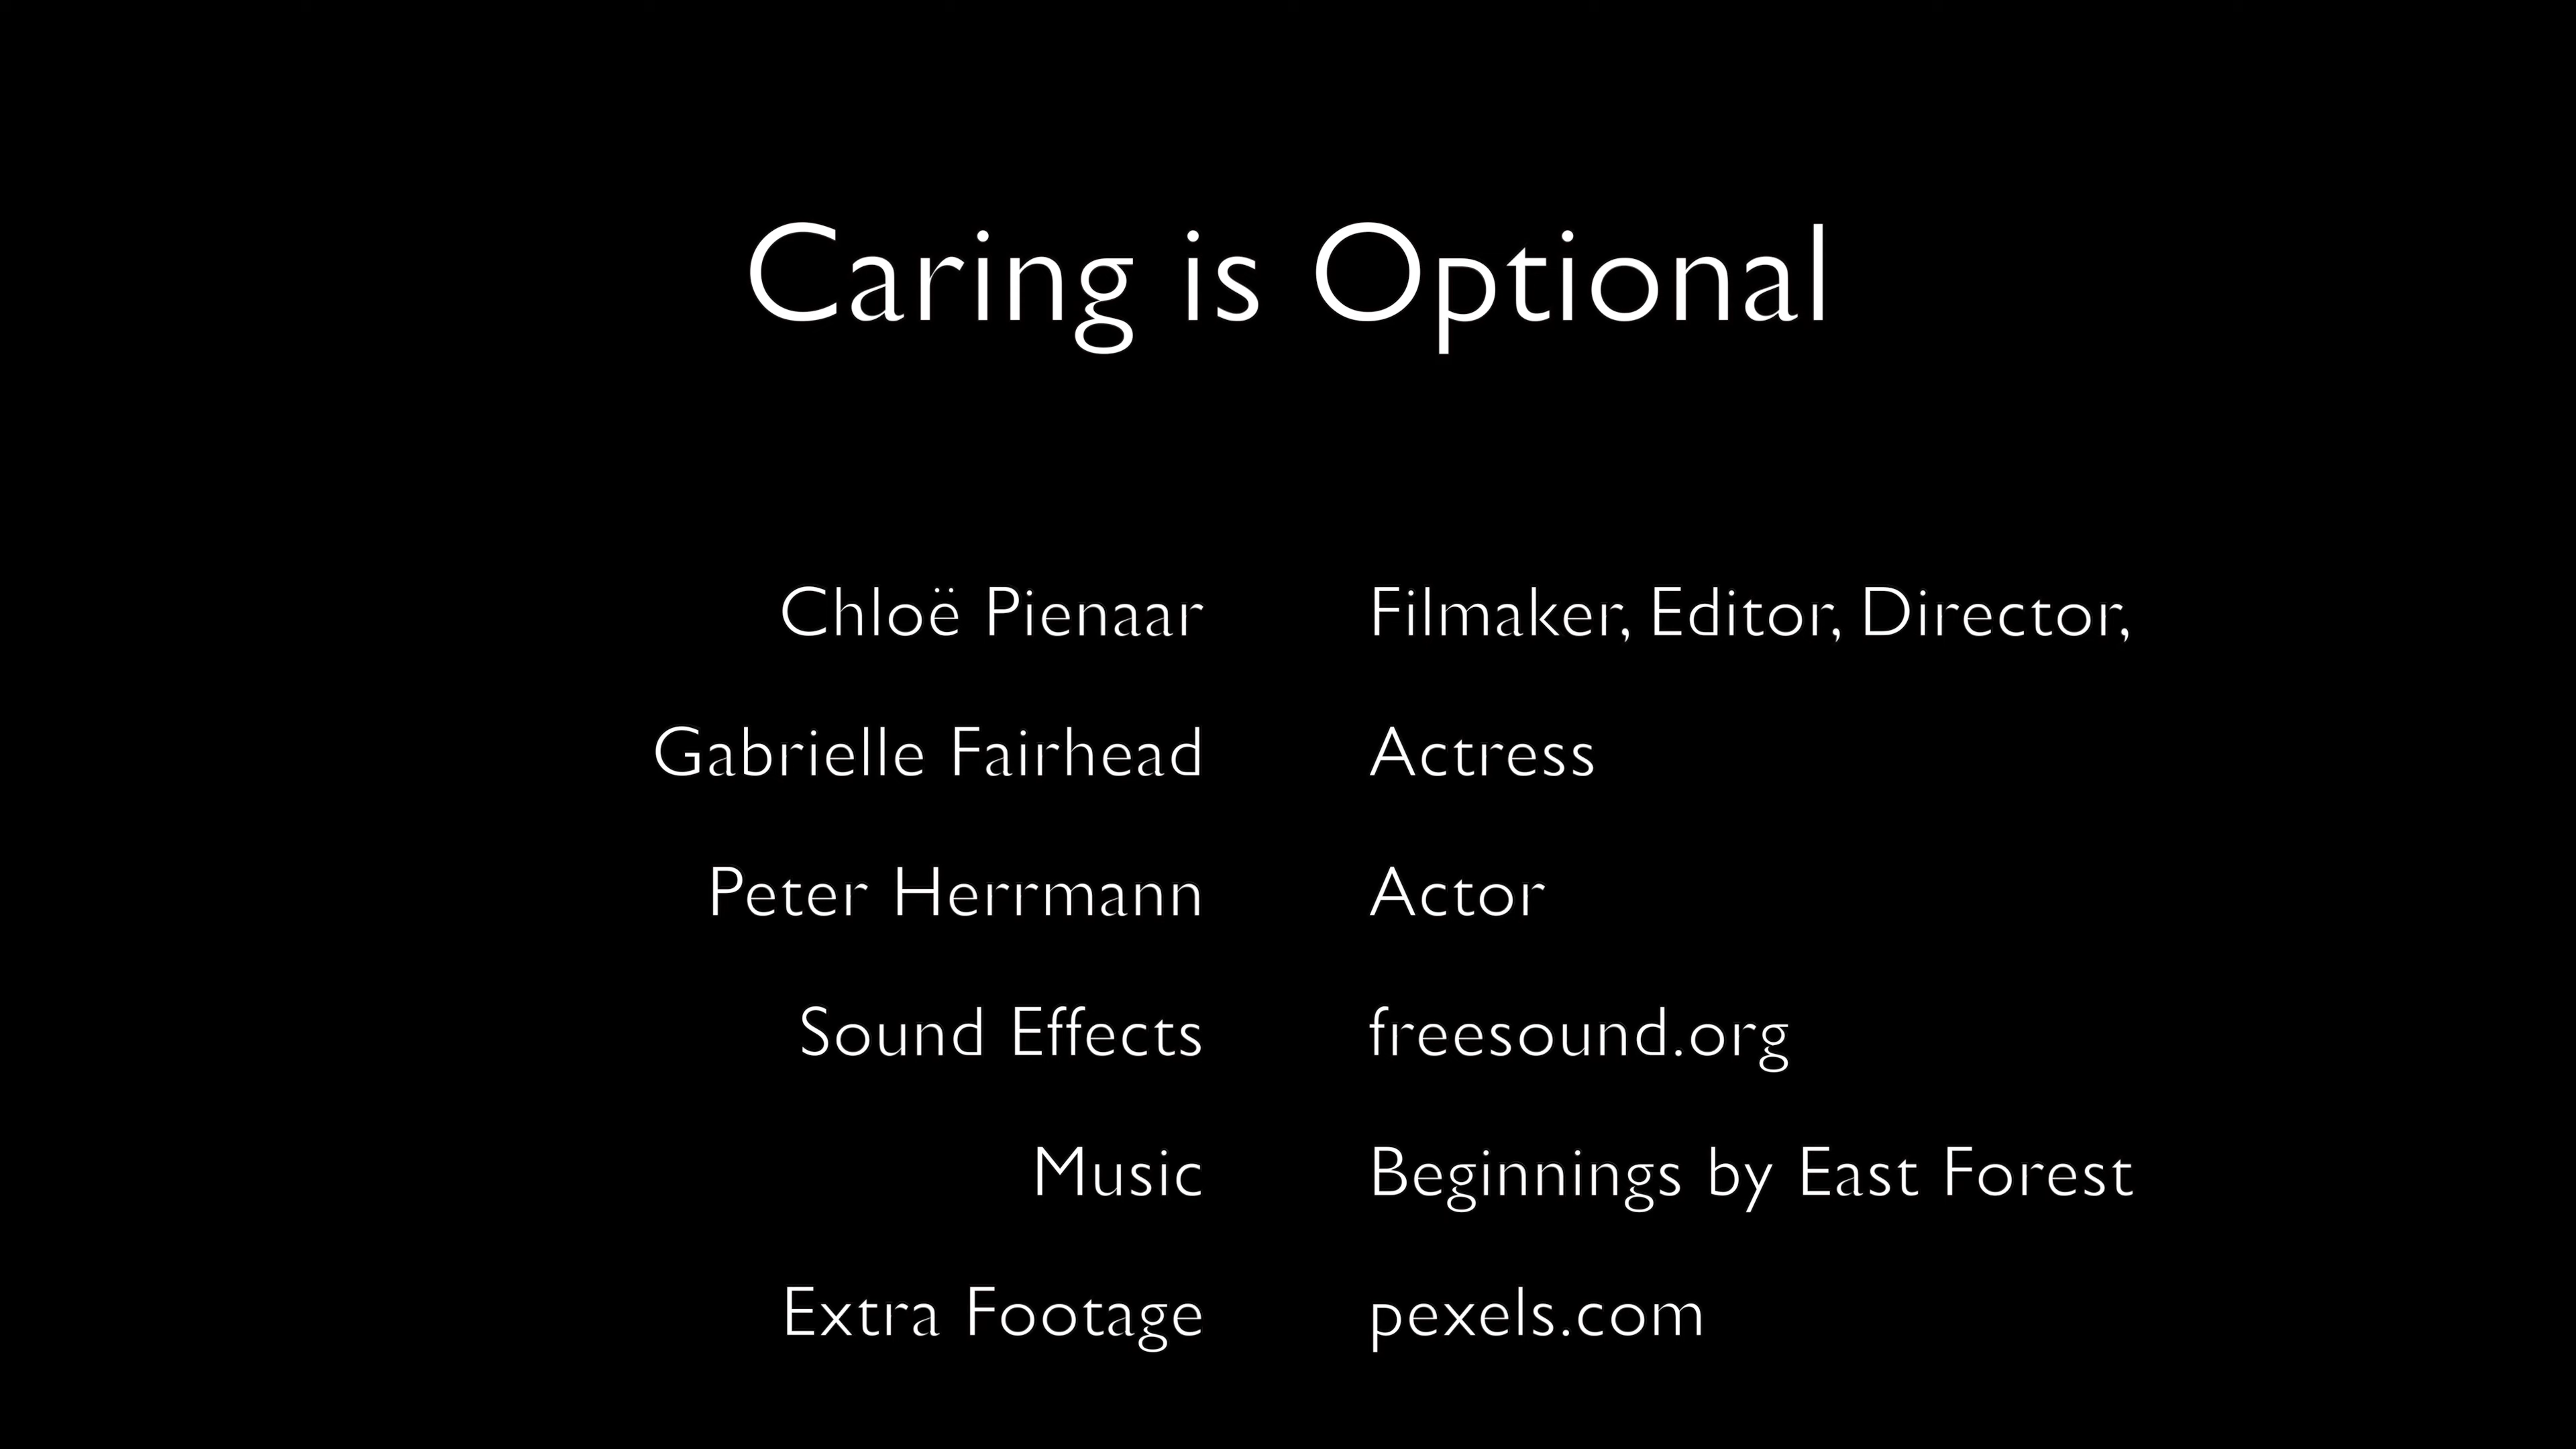 Caring is Optional
Chloë Pienaar Filmaker, Editor, Director,
Gabrielle Fairhead Actress
Peter Herrmann Actor
Sound Effects freesound.org
Music Beginnings by East Forest
Extra Footage pexels.com